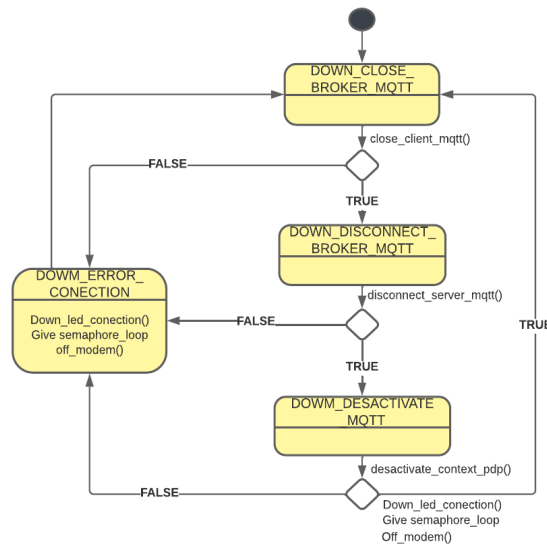 DOWN_CLOSE_
BROKER_MQTT
close_client_mqtt()
FALSE
TRUE
DOWN_DISCONNECT_
BROKER_MQTT
DOWM_ERROR_
CONECTION
Down_led_conection()
Give semaphore_loop
off_modem()
disconnect_server_mqtt()
FALSE
TRUE
TRUE
DOWM_DESACTIVATE
_MQTT
desactivate_context_pdp()
FALSE
Down_led_conection()
Give semaphore_loop
Off_modem()